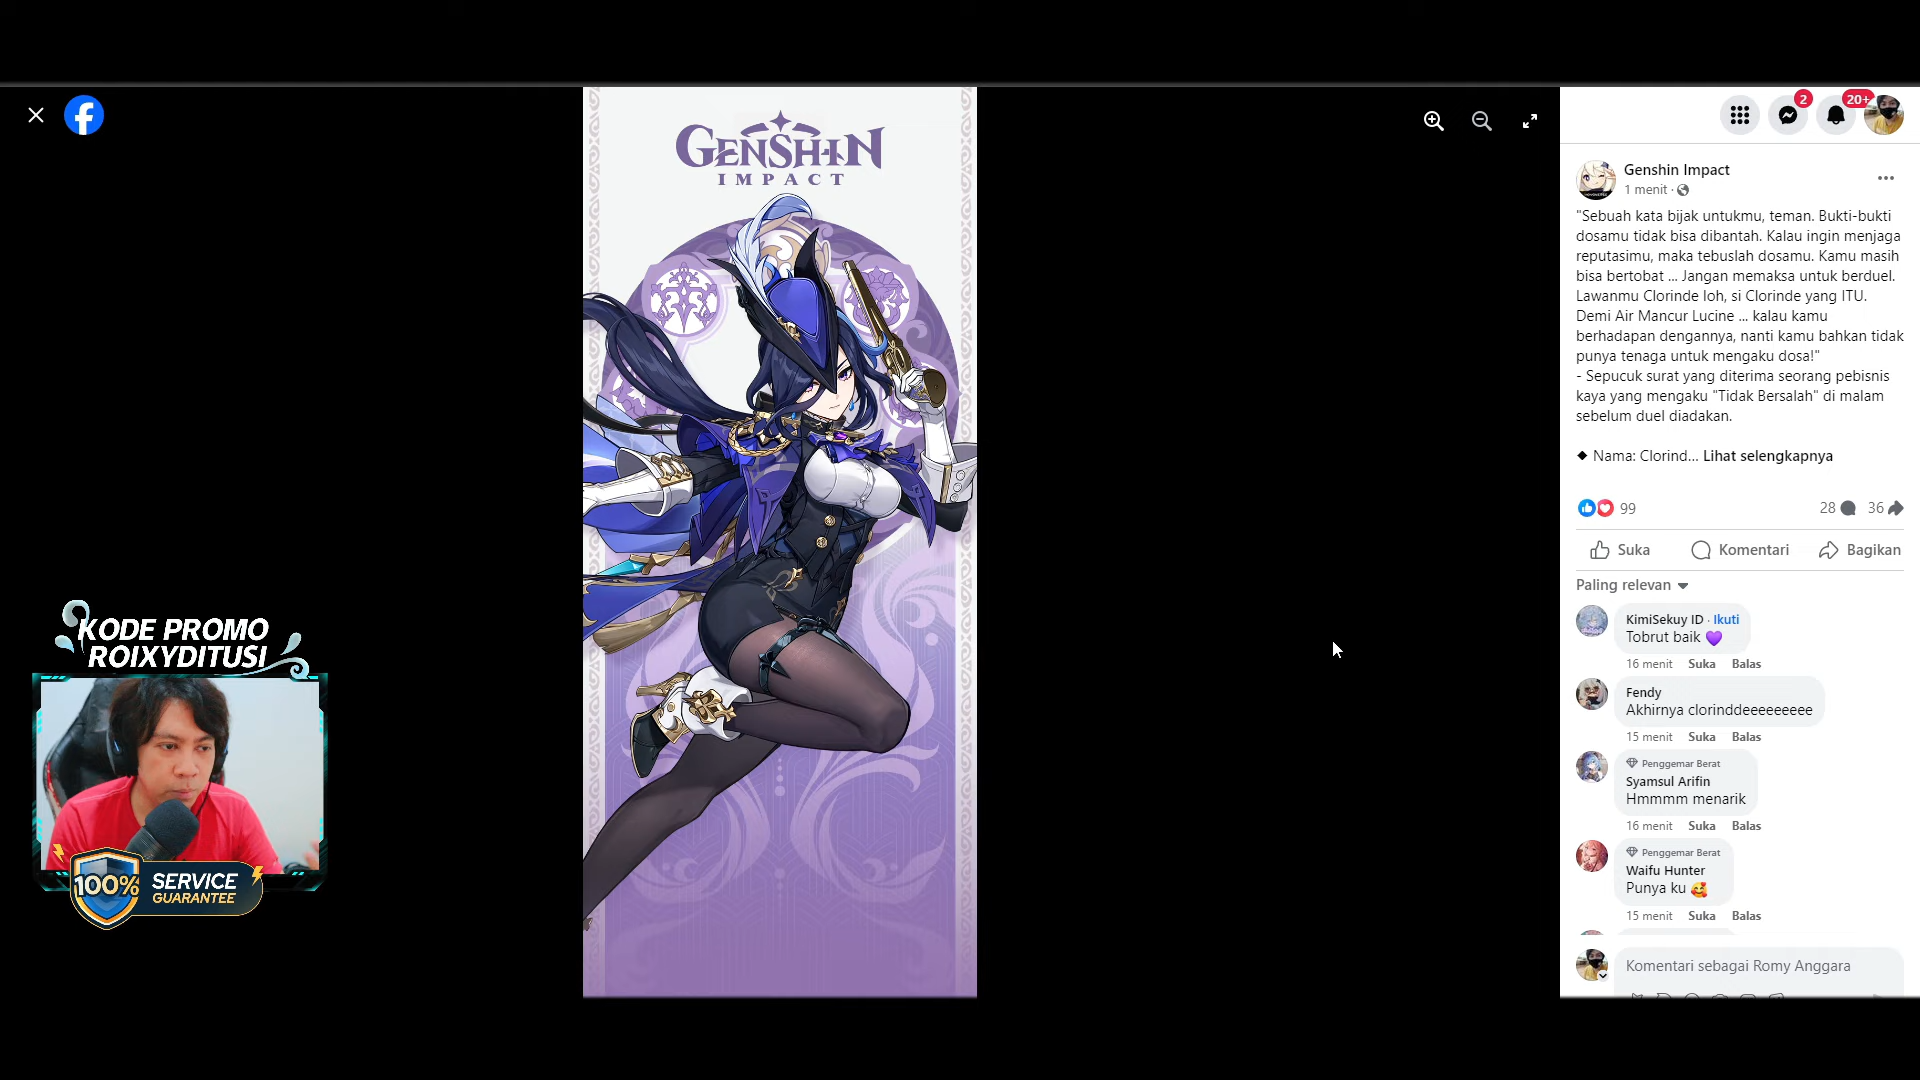 GENSHIN
IMPACT
KODE PROMO
ROIXYDITUSI
100%
SERVICE
GUARANTEE
2
20+
Genshin Impact
1 menit ·
"Sebuah kata bijak untukmu, teman. Bukti-bukti
dosamu tidak bisa dibantah. Kalau ingin menjaga
reputasimu, maka tebuslah dosamu. Kamu masih
bisa bertobat ... Jangan memaksa untuk berduel.
Lawanmu Clorinde loh, si Clorinde yang ITU.
Demi Air Mancur Lucine ... kalau kamu
berhadapan dengannya, nanti kamu bahkan tidak
punya tenaga untuk mengaku dosa!"
- Sepucuk surat yang diterima seorang pebisnis
kaya yang mengaku "Tidak Bersalah" di malam
sebelum duel diadakan.
◆ Nama: Clorind... Lihat selengkapnya
99 28 36
Suka Komentari Bagikan
Paling relevan
KimiSekuy ID · Ikuti
Tobrut baik 💜
16 menit Suka Balas
Fendy
Akhirnya clorinddeeeeeeeee
15 menit Suka Balas
Penggemar Berat
Syamsul Arifin
Hmmmm menarik
16 menit Suka Balas
Penggemar Berat
Waifu Hunter
Punya ku 🥰
15 menit Suka Balas
Komentari sebagai Romy Anggara